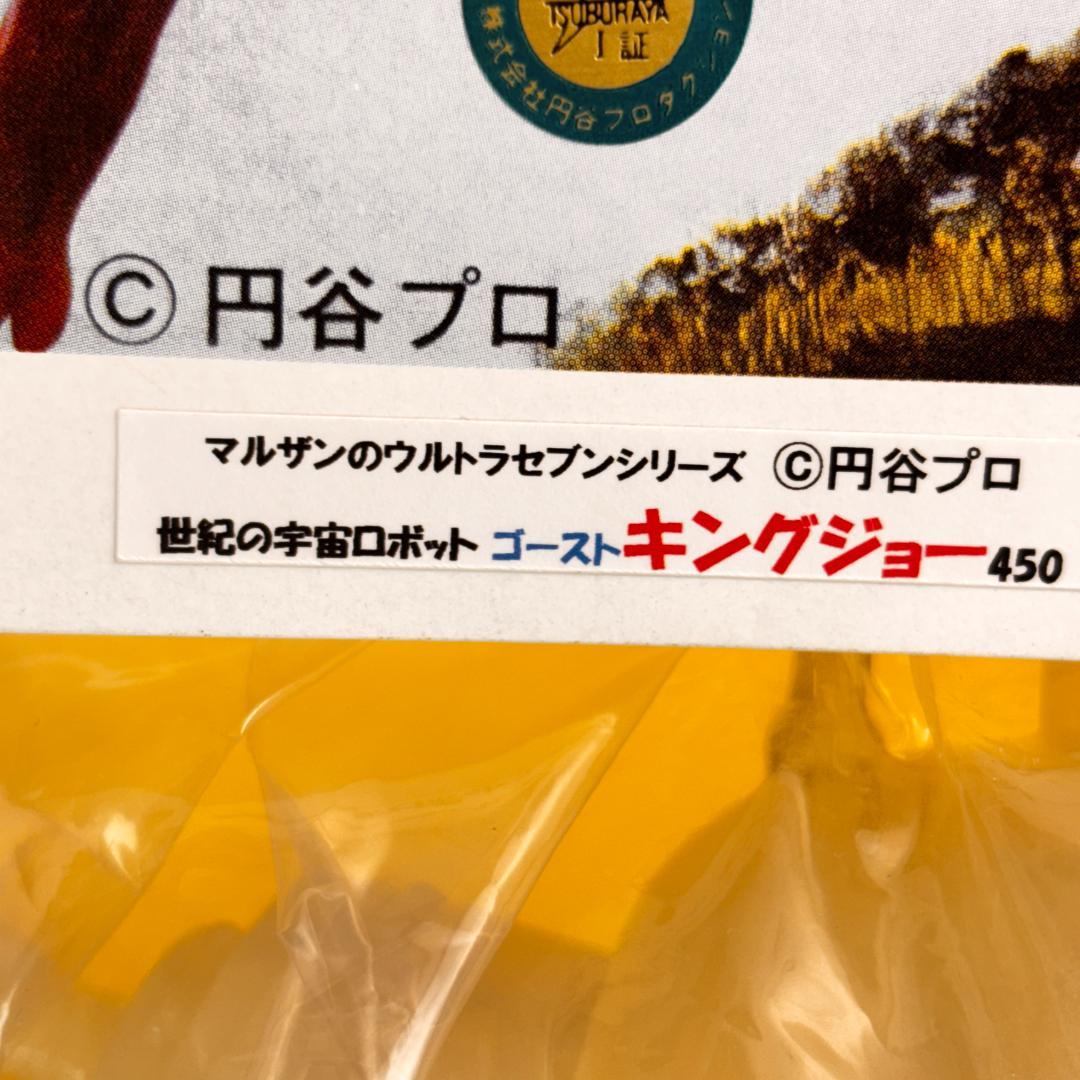 TSUBURAYA
証
株式会社円谷プロダクション
©円谷プロ
マルザンのウルトラセブンシリーズ ©円谷プロ
世紀の宇宙ロボット ゴーストキングジョー450